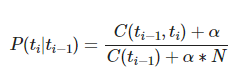 P(t_i|t_{i-1}) = \frac{C(t_{i-1}, t_i) + \alpha}{C(t_{i-1}) + \alpha * N}